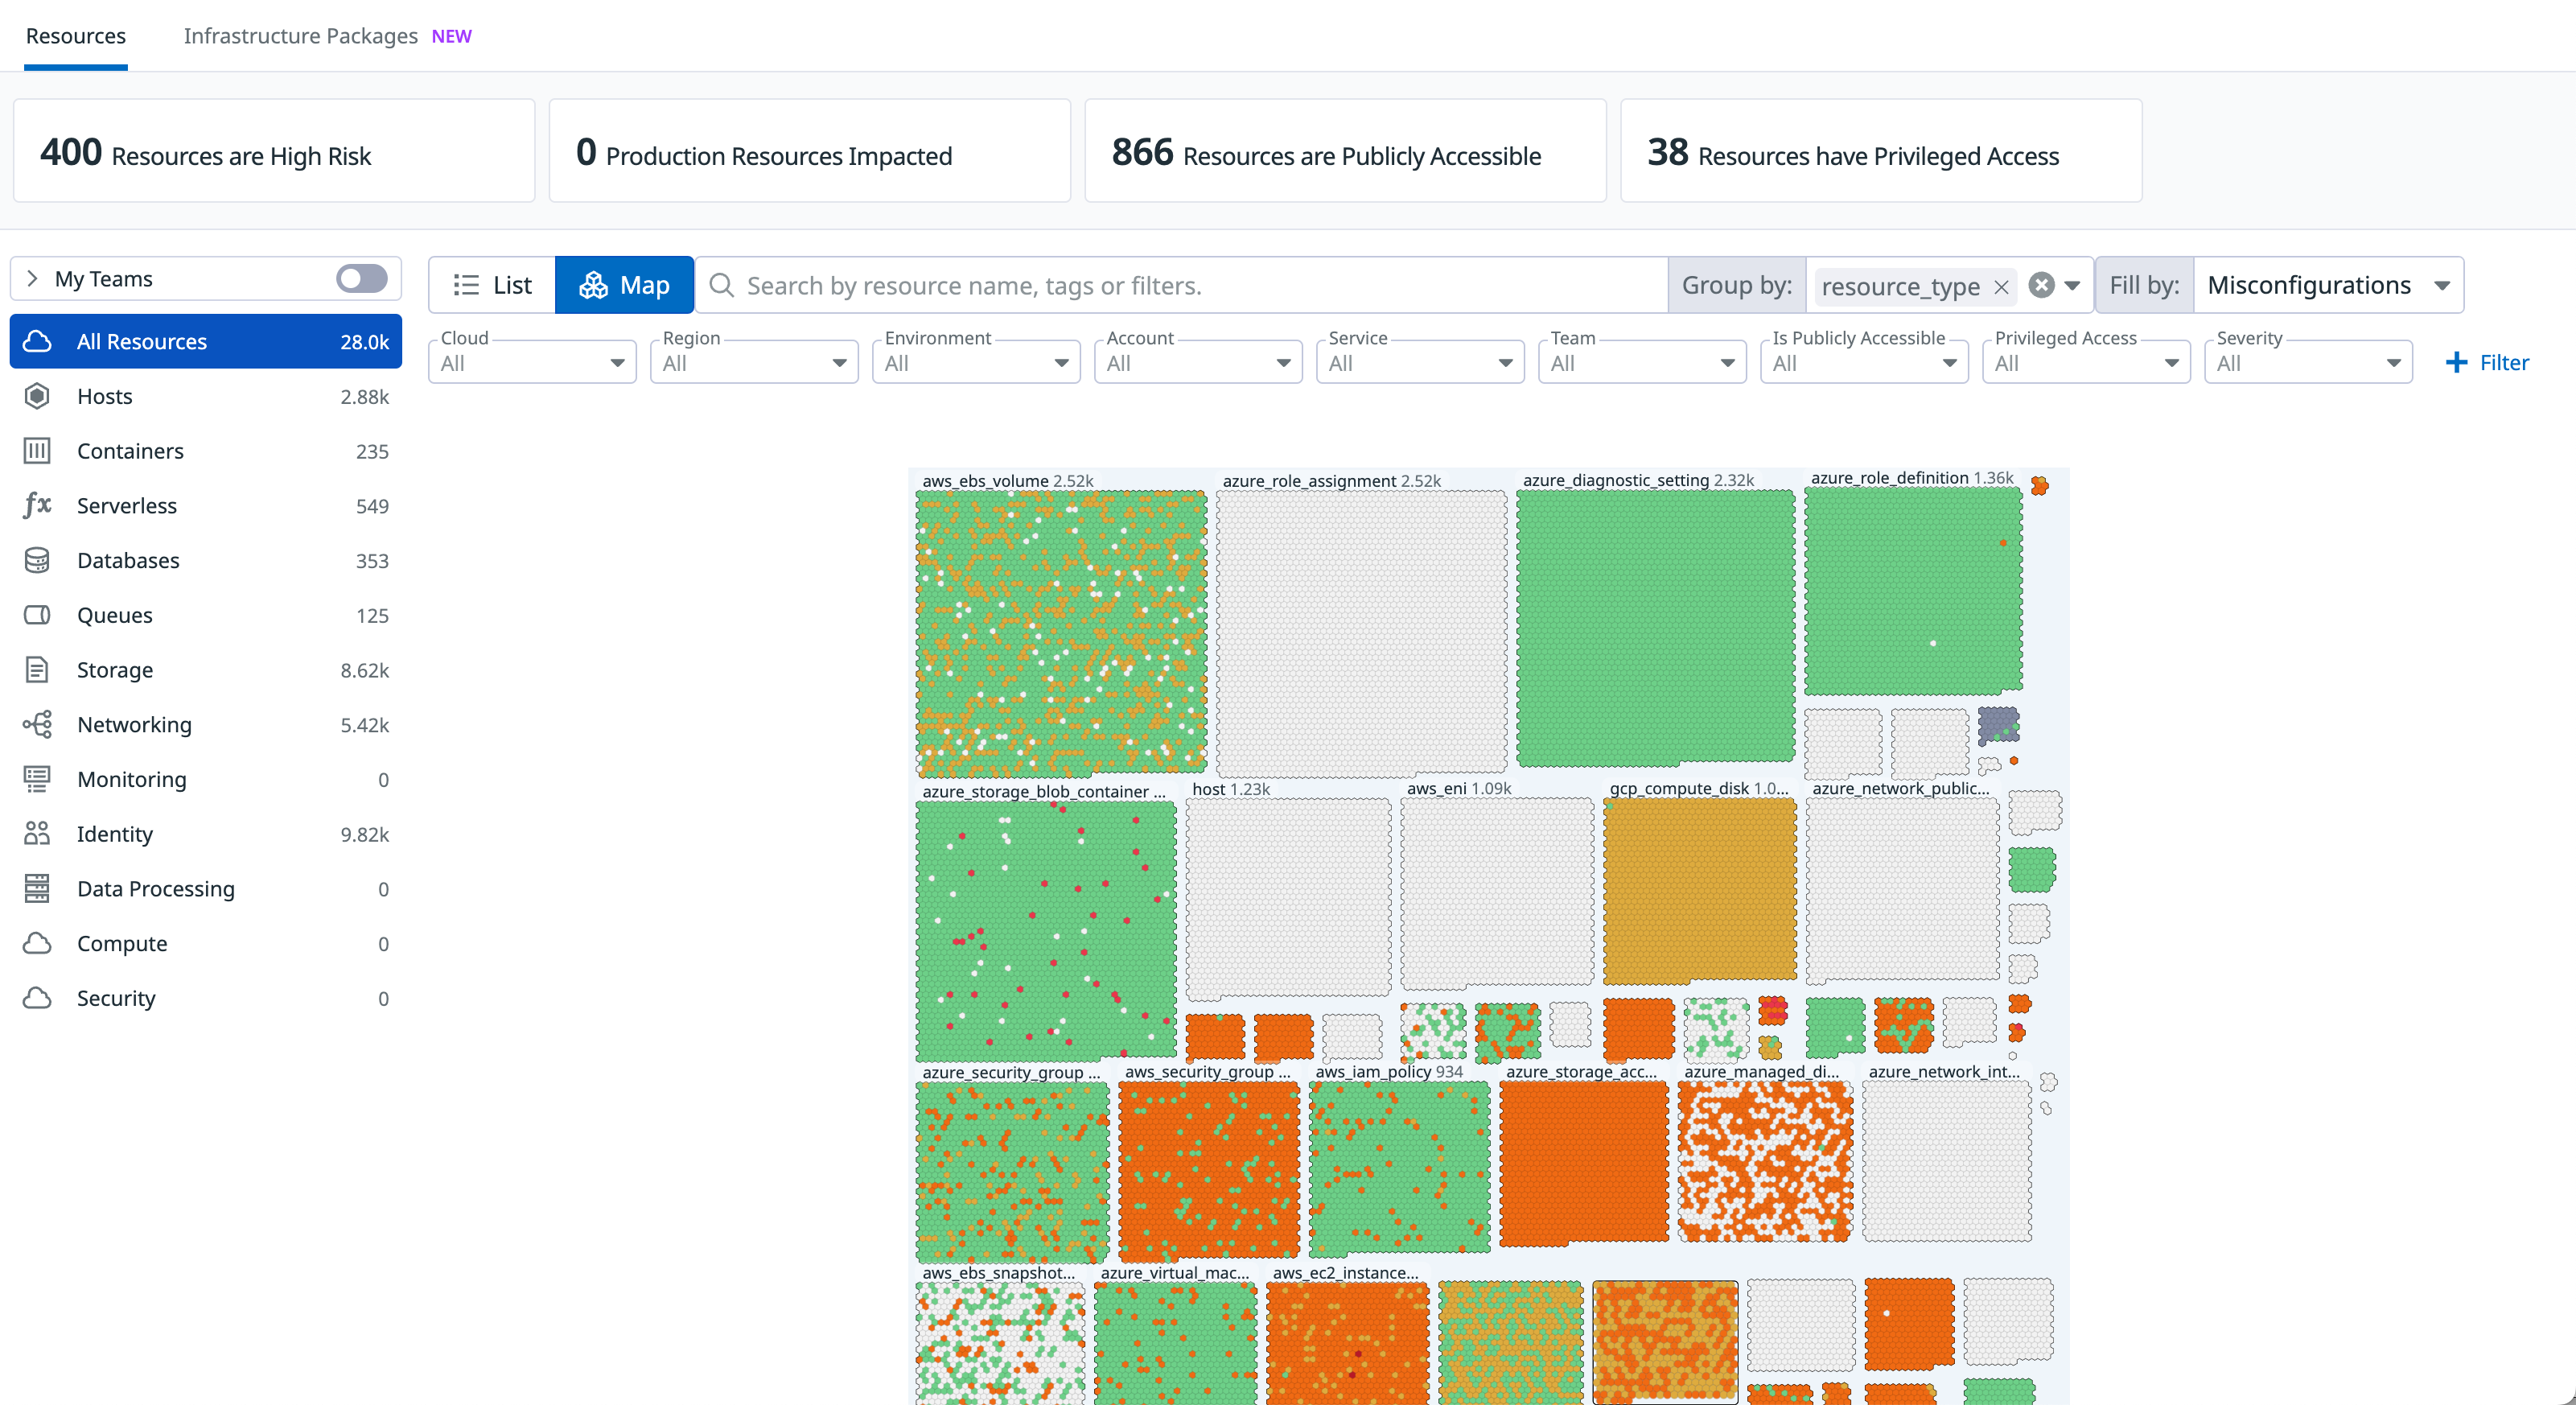 Resources
Infrastructure Packages NEW
400 Resources are High Risk
0 Production Resources Impacted
866 Resources are Publicly Accessible
38 Resources have Privileged Access
My Teams
All Resources 28.0k
Hosts 2.88k
Containers 235
Serverless 549
Databases 353
Queues 125
Storage 8.62k
Networking 5.42k
Monitoring 0
Identity 9.82k
Data Processing 0
Compute 0
Security 0
List
Map
Search by resource name, tags or filters.
Group by: resource_type
Fill by: Misconfigurations
Cloud All
Region All
Environment All
Account All
Service All
Team All
Is Publicly Accessible All
Privileged Access All
Severity All
+ Filter
aws_ebs_volume 2.52k
azure_role_assignment 2.52k
azure_diagnostic_setting 2.32k
azure_role_definition 1.36k
azure_storage_blob_container ...
host 1.23k
aws_eni 1.09k
gcp_compute_disk 1.0...
azure_network_public...
azure_security_group ...
aws_security_group ...
aws_iam_policy 934
azure_storage_acc...
azure_managed_di...
azure_network_int...
aws_ebs_snapshot...
azure_virtual_mac...
aws_ec2_instance...